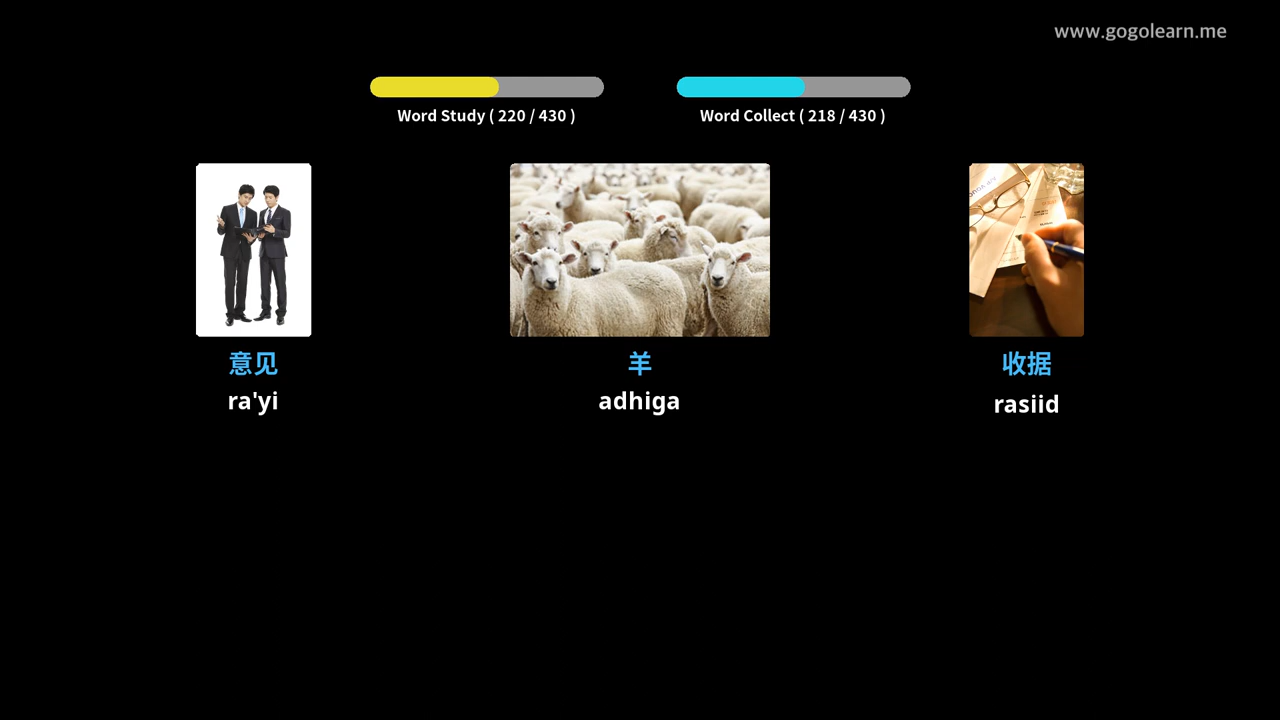 www.gogolearn.me
Word Study ( 220 / 430 )
Word Collect ( 218 / 430 )
意见
ra'yi
羊
adhiga
收据
rasiid